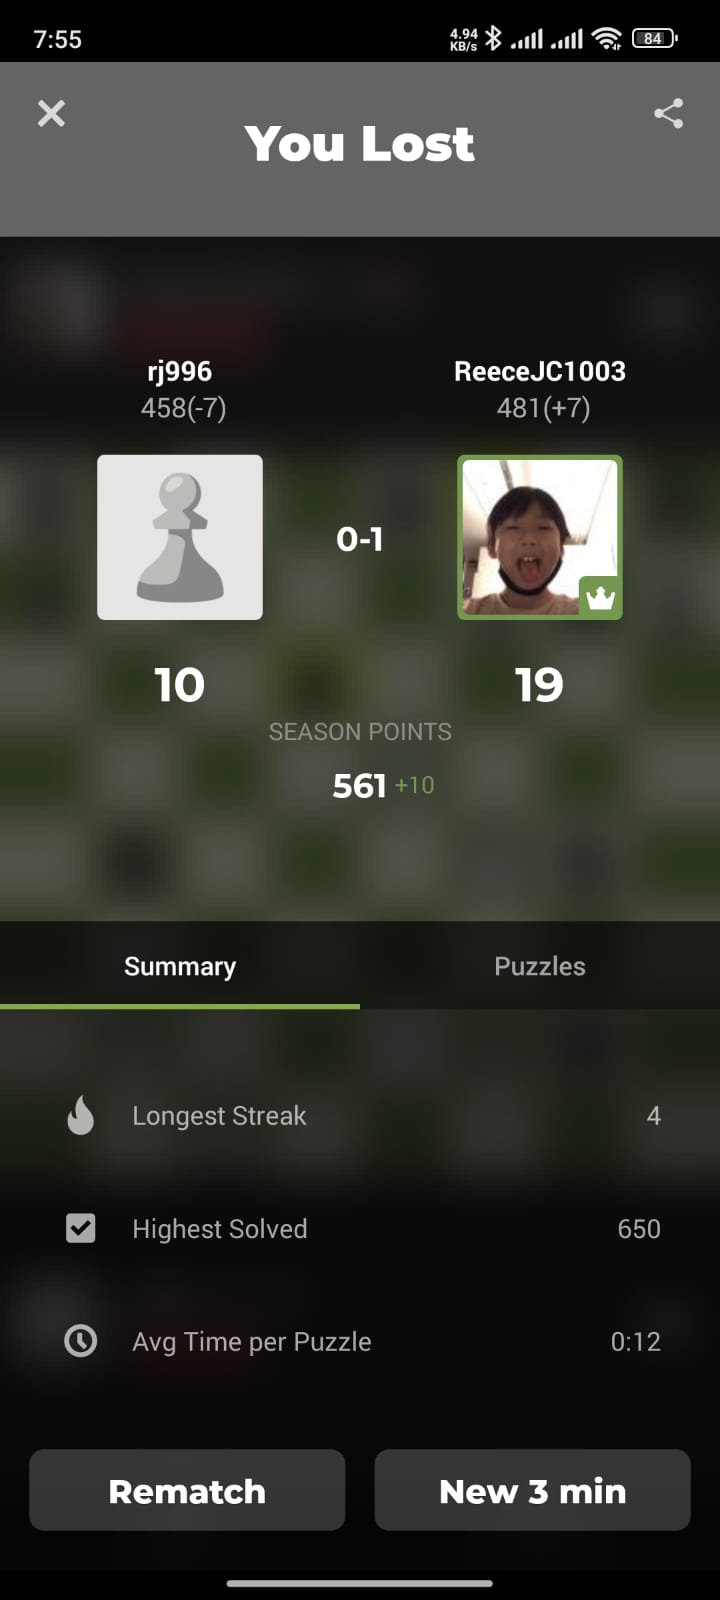 7:55
4.94
KB/s
84
You Lost
rj996
ReeceJC1003
458(-7)
481(+7)
0-1
10
19
SEASON POINTS
561 +10
Summary
Puzzles
Longest Streak
4
Highest Solved
650
Avg Time per Puzzle
0:12
Rematch
New 3 min